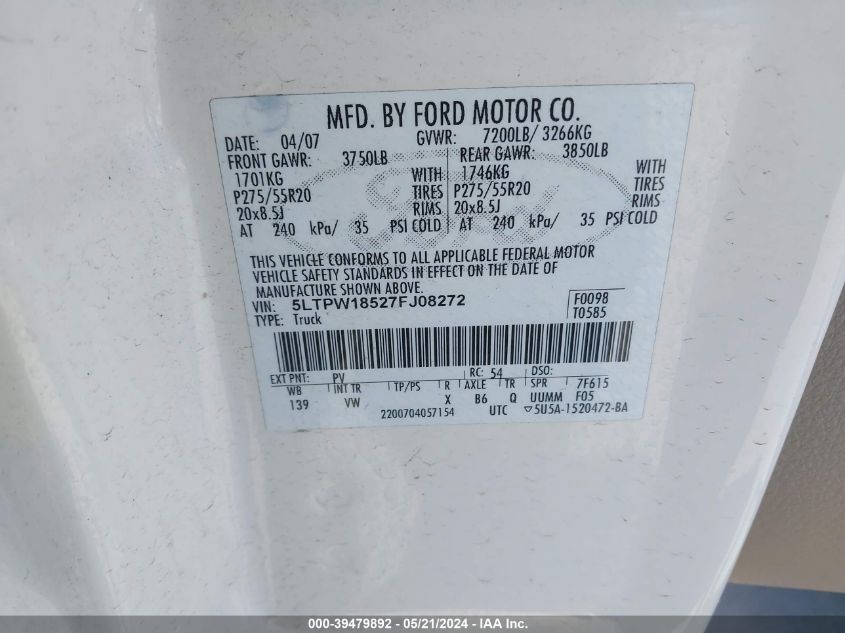 MFD. BY FORD MOTOR CO.
DATE: 04/07 GVWR: 7200LB/ 3266KG
FRONT GAWR: 3750LB REAR GAWR: 3850LB
1701KG WITH 1746KG WITH
P275/55R20 TIRES P275/55R20 TIRES
20x8.5J RIMS 20x8.5J RIMS
AT 240 kPa/ 35 PSI COLD AT 240 kPa/ 35 PSI COLD
THIS VEHICLE CONFORMS TO ALL APPLICABLE FEDERAL MOTOR
VEHICLE SAFETY STANDARDS IN EFFECT ON THE DATE OF
MANUFACTURE SHOWN ABOVE.
VIN: 5LTPW18527FJ08272 F0098
TYPE: Truck T0585
EXT PNT: PV RC: 54 DSO:
WB INT TR TP/PS R AXLE TR SPR 7F615
139 VW X B6 Q UUMM F05
2200704057154 UTC ▽5U5A-1520472-BA
000-39479892 - 05/21/2024 - IAA Inc.